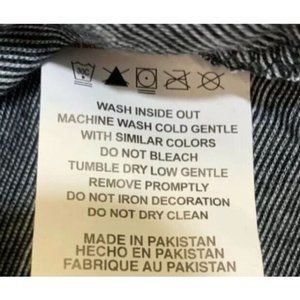 WASH INSIDE OUT
MACHINE WASH COLD GENTLE
WITH SIMILAR COLORS
DO NOT BLEACH
TUMBLE DRY LOW GENTLE
REMOVE PROMPTLY
DO NOT IRON DECORATION
DO NOT DRY CLEAN
MADE IN PAKISTAN
HECHO EN PAKISTAN
FABRIQUE AU PAKISTAN